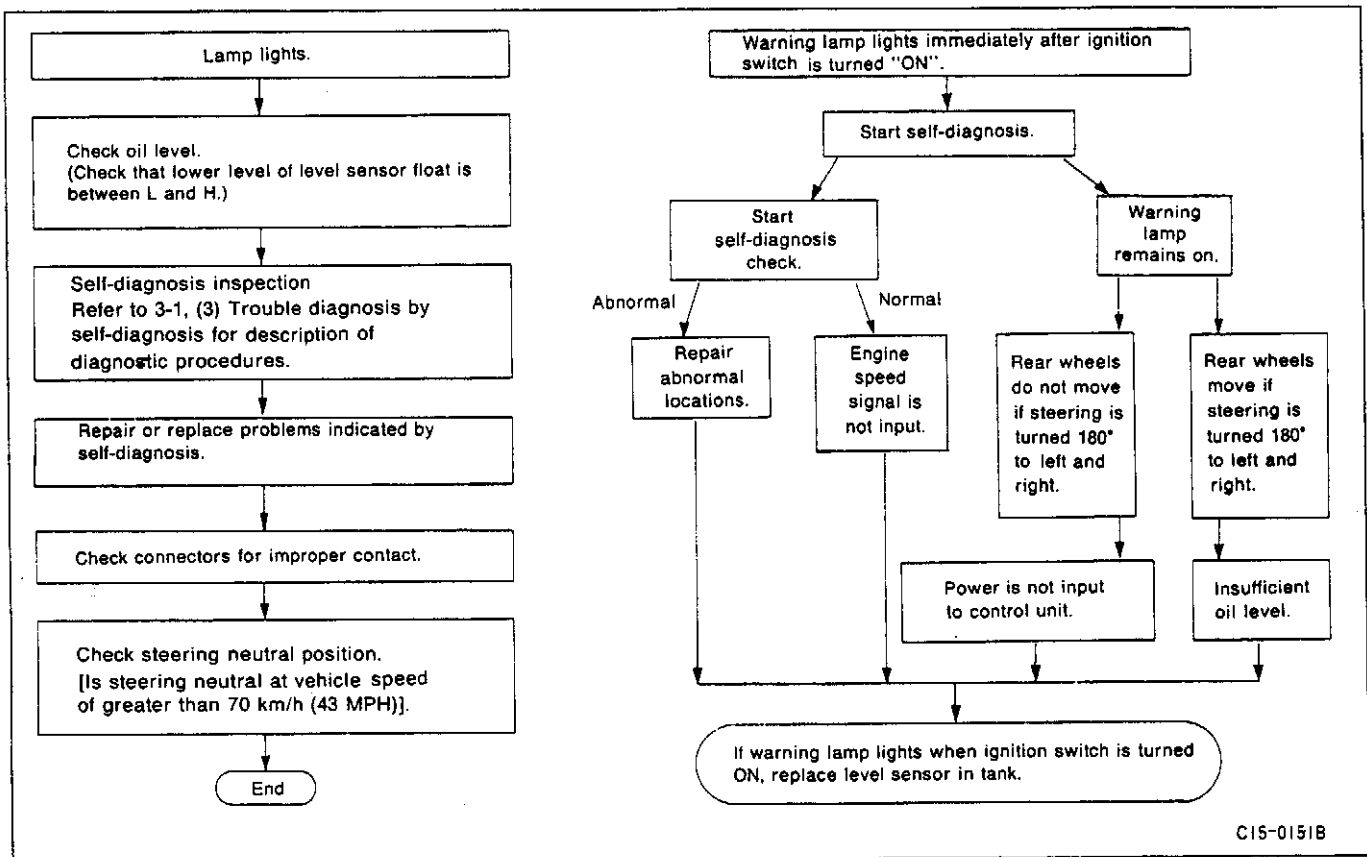 Lamp lights.
Check oil level.
(Check that lower level of level sensor float is
between L and H.)
Self-diagnosis inspection
Refer to 3-1, (3) Trouble diagnosis by
self-diagnosis for description of
diagnostic procedures.
Repair or replace problems indicated by
self-diagnosis.
Check connectors for improper contact.
Check steering neutral position.
[Is steering neutral at vehicle speed
of greater than 70 km/h (43 MPH)].
End
Warning lamp lights immediately after ignition
switch is turned "ON".
Start self-diagnosis.
Start
self-diagnosis
check.
Warning
lamp
remains on.
Abnormal
Normal
Repair
abnormal
locations.
Engine
speed
signal is
not input.
Rear wheels
do not move
if steering is
turned 180°
to left and
right.
Rear wheels
move if
steering is
turned 180°
to left and
right.
Power is not input
to control unit.
Insufficient
oil level.
If warning lamp lights when ignition switch is turned
ON, replace level sensor in tank.
C15-0151B